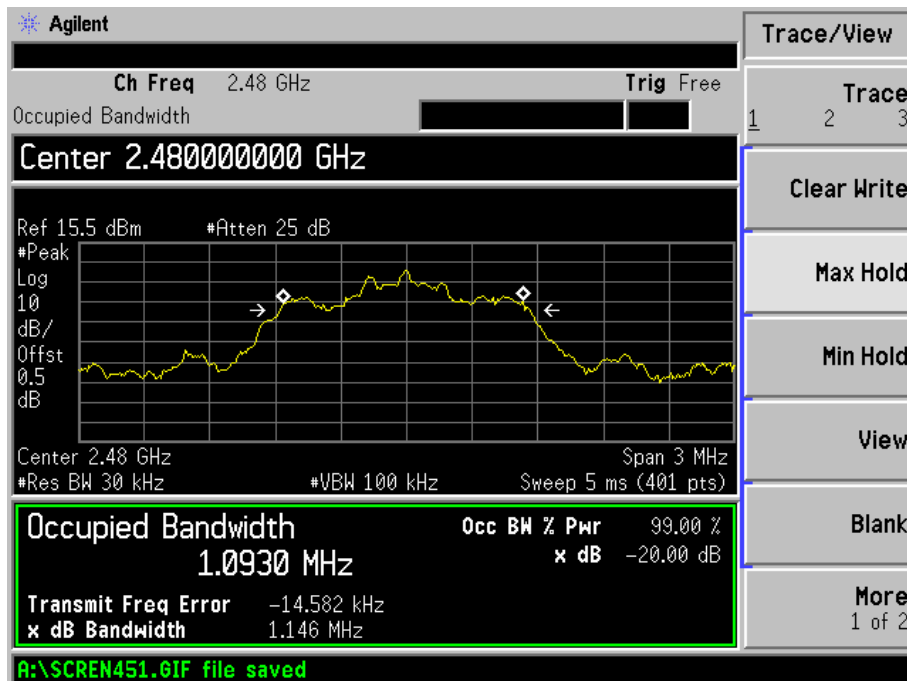 Agilent
Trace/View
Ch Freq 2.48 GHz
Trig Free
Occupied Bandwidth
Center 2.480000000 GHz
Ref 15.5 dBm
#Atten 25 dB
#Peak
Log
10
dB/
Offst
0.5
dB
Center 2.48 GHz
Span 3 MHz
#Res BW 30 kHz
#VBW 100 kHz
Sweep 5 ms (401 pts)
Occupied Bandwidth
1.0930 MHz
Occ BW % Pwr 99.00 %
x dB -20.00 dB
Transmit Freq Error -14.582 kHz
x dB Bandwidth 1.146 MHz
A:\SCREN451.GIF file saved
Trace
1 2 3
Clear Write
Max Hold
Min Hold
View
Blank
More
1 of 2